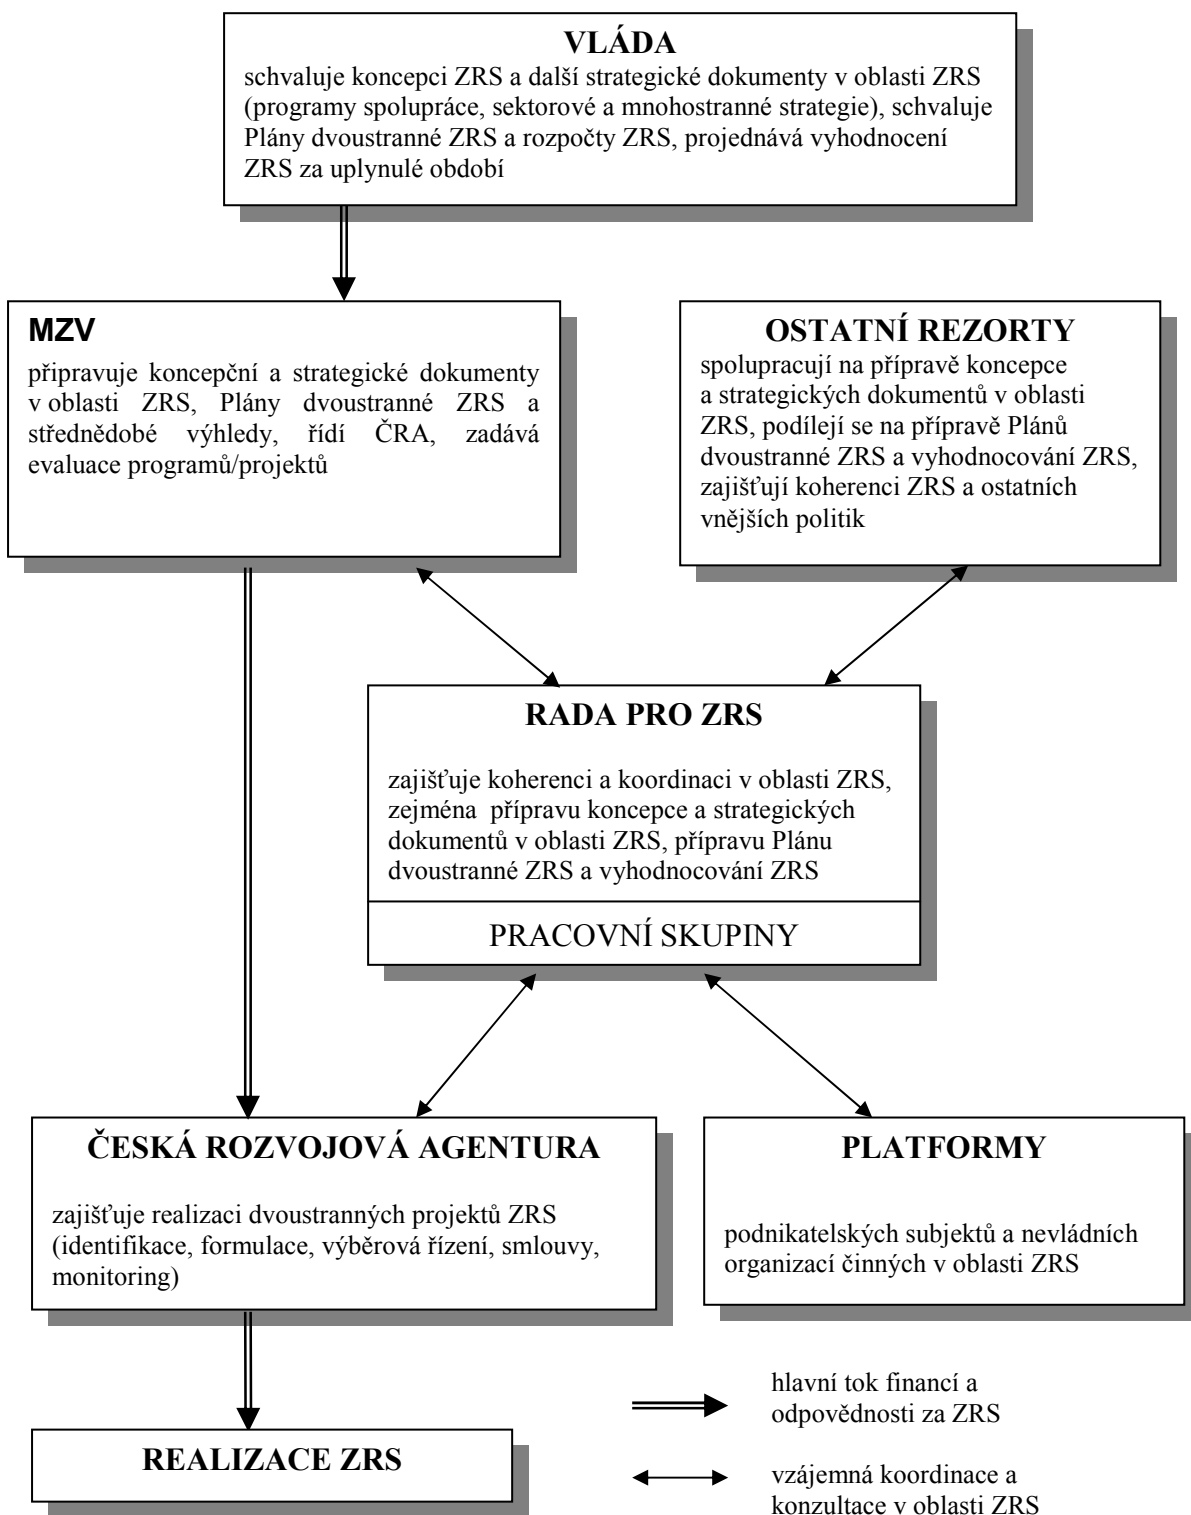 VLÁDA
schvaluje koncepci ZRS a další strategické dokumenty v oblasti ZRS
(programy spolupráce, sektorové a mnohostranné strategie), schvaluje
Plány dvoustranné ZRS a rozpočty ZRS, projednává vyhodnocení
ZRS za uplynulé období
MZV
připravuje koncepční a strategické dokumenty
v oblasti ZRS, Plány dvoustranné ZRS a
střednědobé výhledy, řídí ČRA, zadává
evaluace programů/projektů
OSTATNÍ REZORTY
spolupracují na přípravě koncepce
a strategických dokumentů v oblasti
ZRS, podílejí se na přípravě Plánů
dvoustranné ZRS a vyhodnocování ZRS,
zajišťují koherenci ZRS a ostatních
vnějších politik
RADA PRO ZRS
zajišťuje koherenci a koordinaci v oblasti ZRS,
zejména přípravu koncepce a strategických
dokumentů v oblasti ZRS, přípravu Plánu
dvoustranné ZRS a vyhodnocování ZRS
PRACOVNÍ SKUPINY
ČESKÁ ROZVOJOVÁ AGENTURA
zajišťuje realizaci dvoustranných projektů ZRS
(identifikace, formulace, výběrová řízení, smlouvy,
monitoring)
PLATFORMY
podnikatelských subjektů a nevládních
organizací činných v oblasti ZRS
REALIZACE ZRS
hlavní tok financí a
odpovědnosti za ZRS
vzájemná koordinace a
konzultace v oblasti ZRS